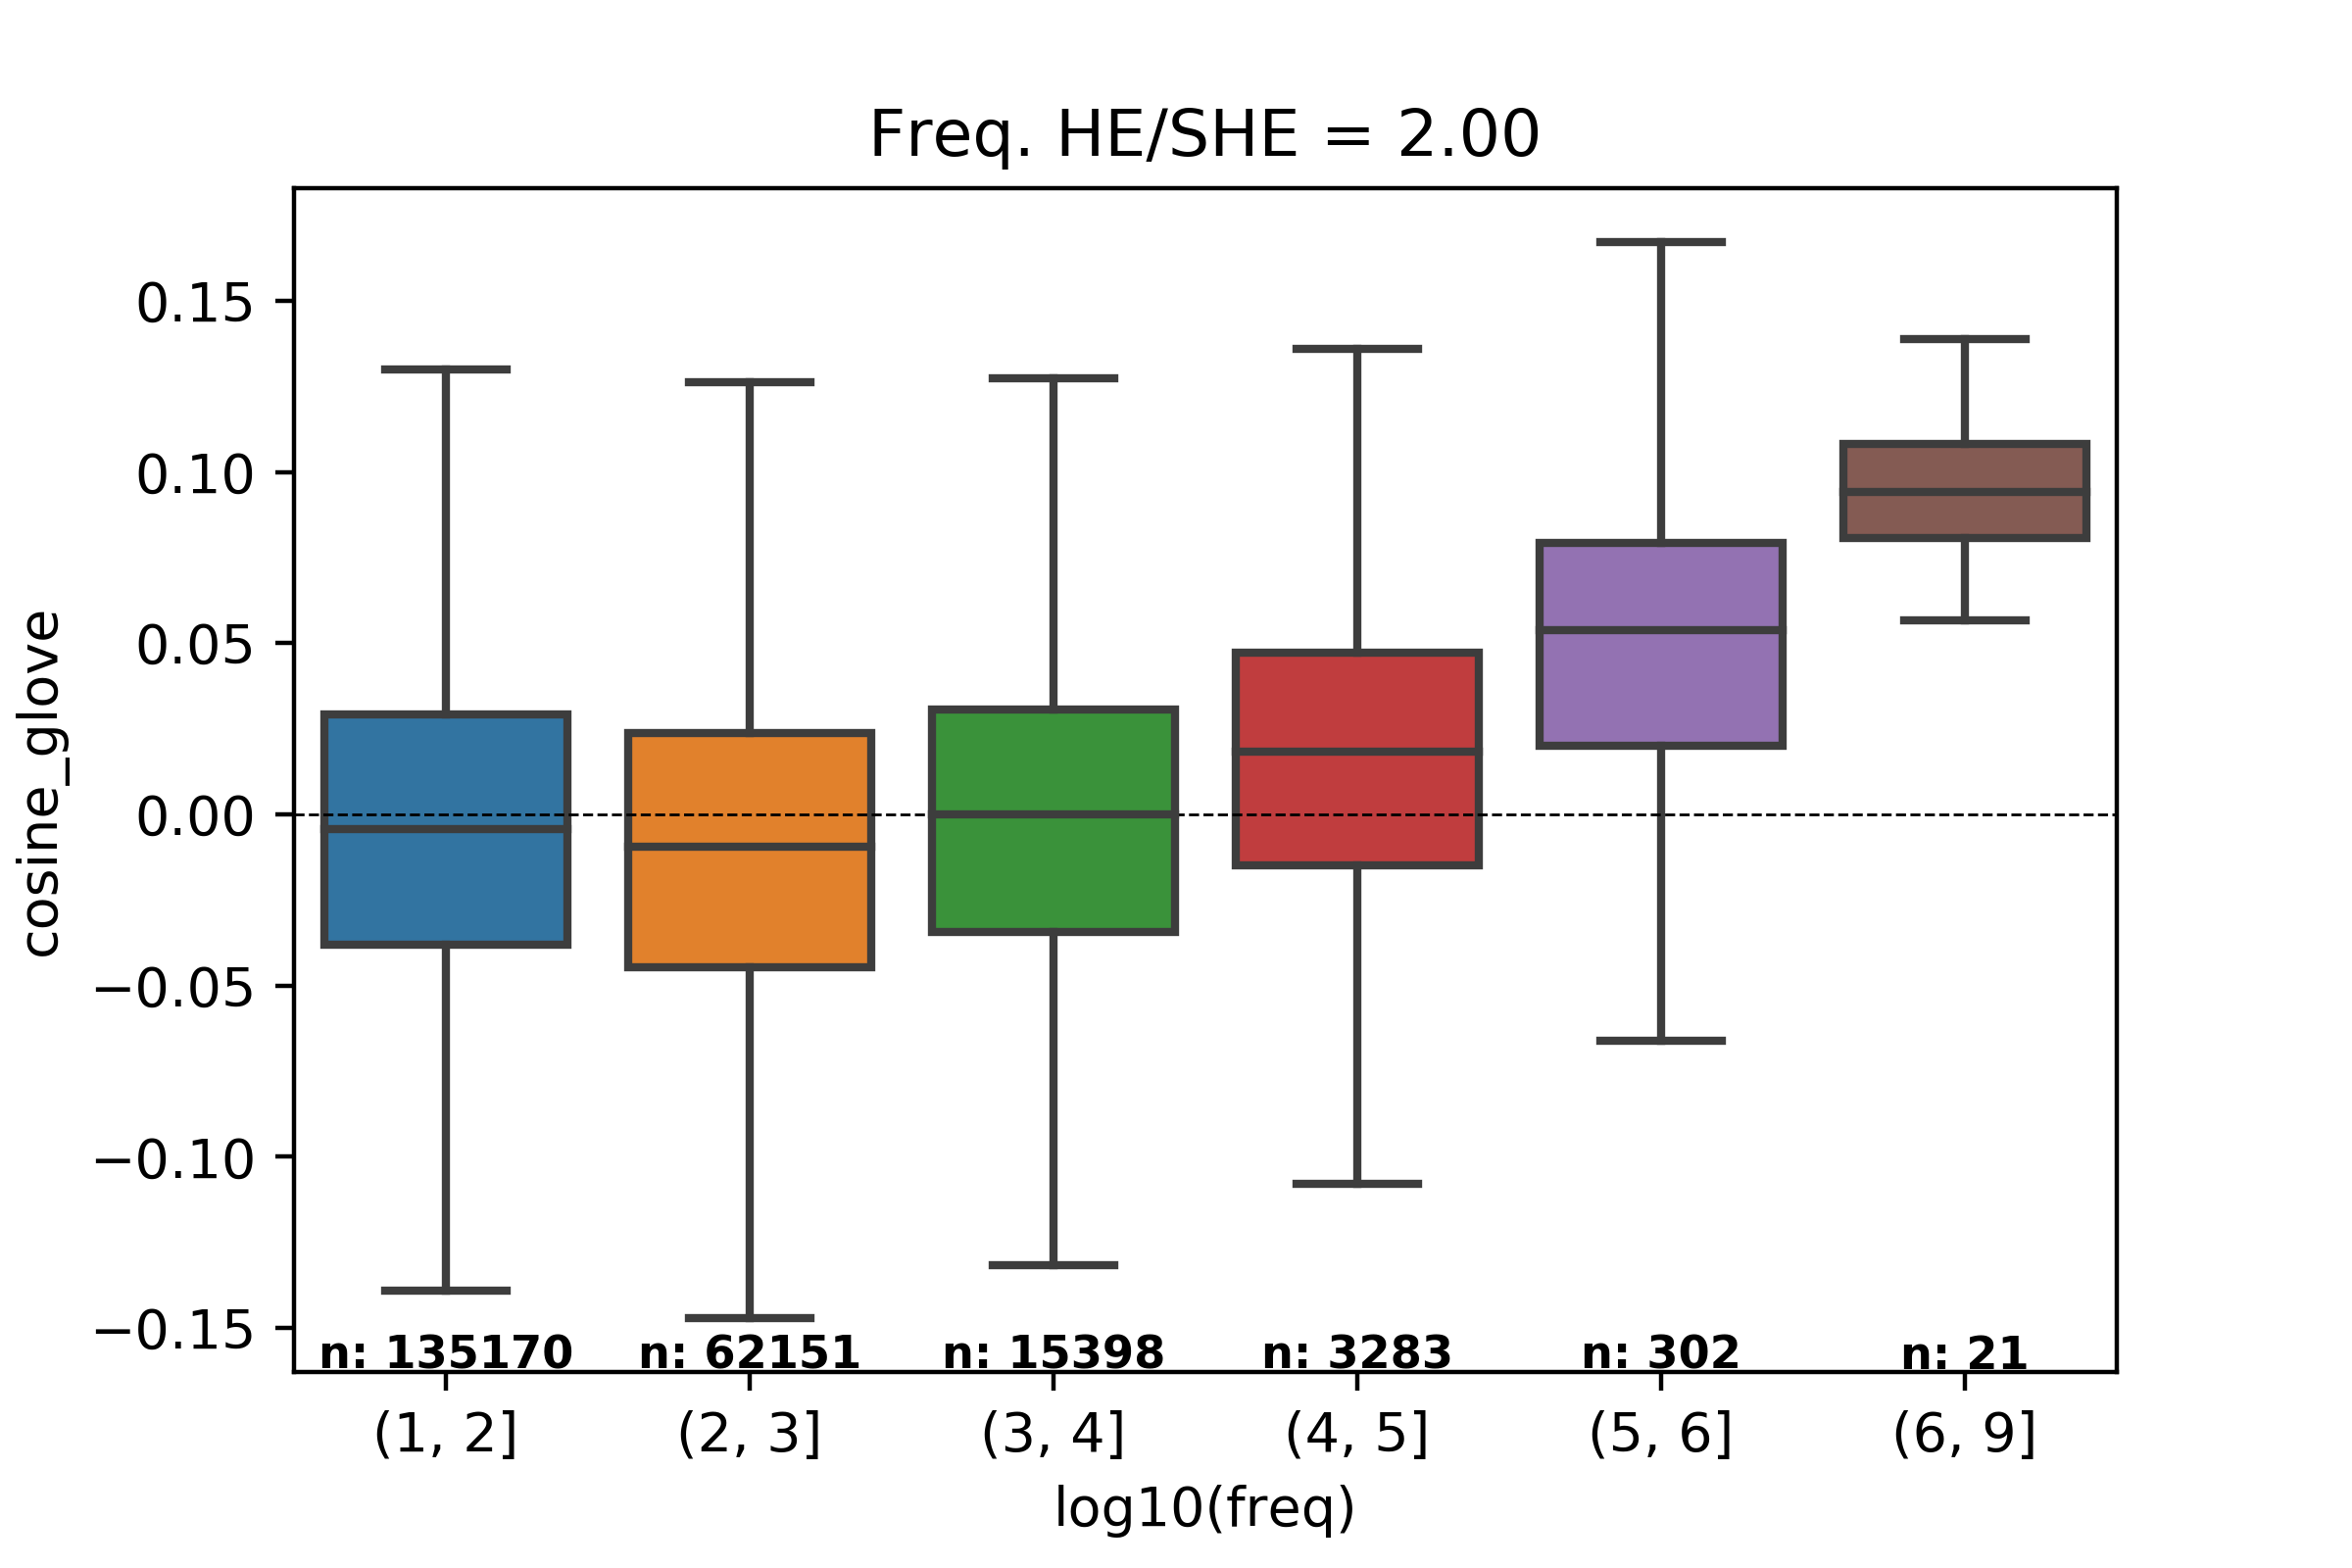 Freq. HE/SHE = 2.00
cosine_glove
0.15
0.10
0.05
0.00
−0.05
−0.10
−0.15
n: 135170 n: 62151 n: 15398 n: 3283 n: 302 n: 21
(1, 2] (2, 3] (3, 4] (4, 5] (5, 6] (6, 9]
log10(freq)